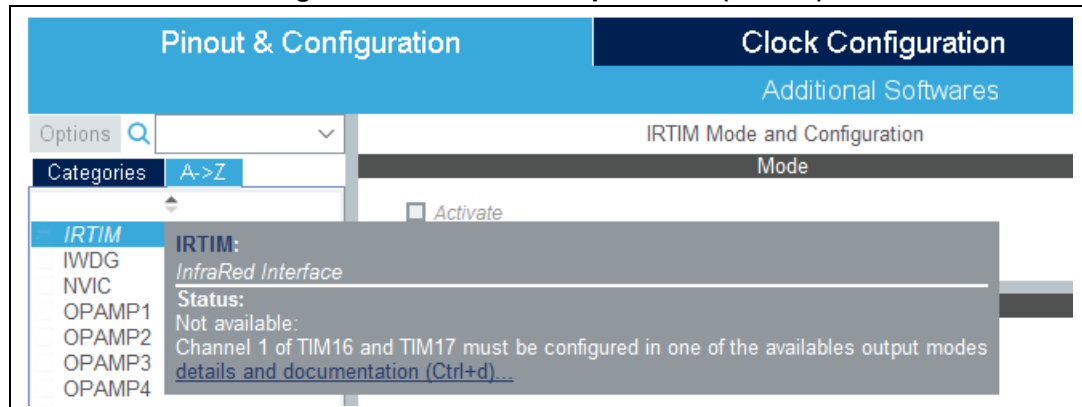 Pinout & Configuration
Clock Configuration
Additional Softwares
Options
IRTIM Mode and Configuration
Categories
A->Z
Mode
Activate
IRTIM
IWDG
NVIC
OPAMP1
OPAMP2
OPAMP3
OPAMP4
IRTIM:
InfraRed Interface
Status:
Not available:
Channel 1 of TIM16 and TIM17 must be configured in one of the availables output modes
details and documentation (Ctrl+d)...